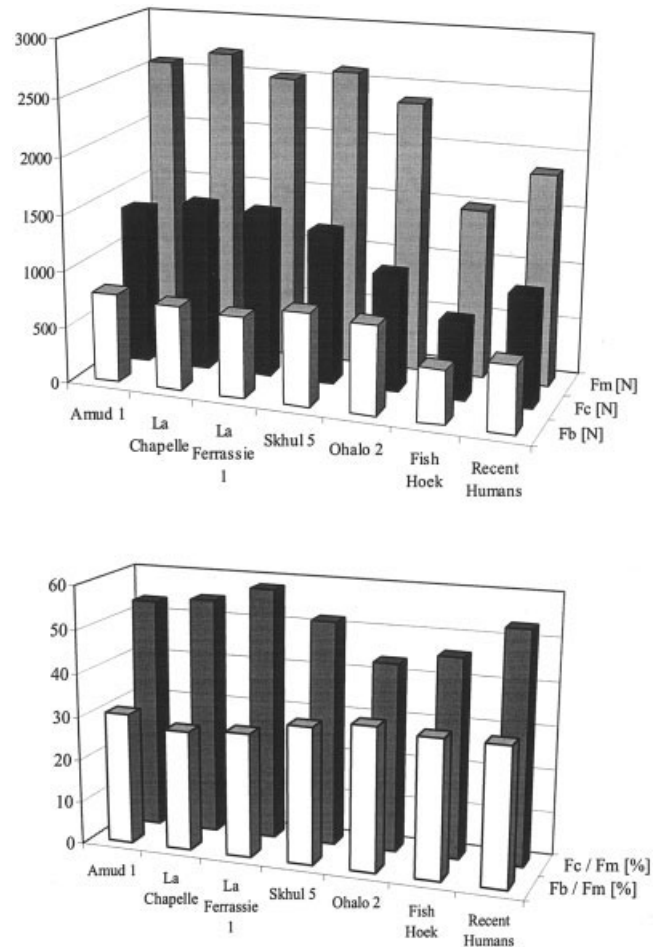 3000
2500
2000
1500
1000
500
0
Amud 1
La
Chapelle
La
Ferrassie
1
Skhul 5
Ohalo 2
Fish
Hoek
Recent
Humans
Fm [N]
Fc [N]
Fb [N]
60
50
40
30
20
10
0
Amud 1
La
Chapelle
La
Ferrassie
1
Skhul 5
Ohalo 2
Fish
Hoek
Recent
Humans
Fc / Fm [%]
Fb / Fm [%]